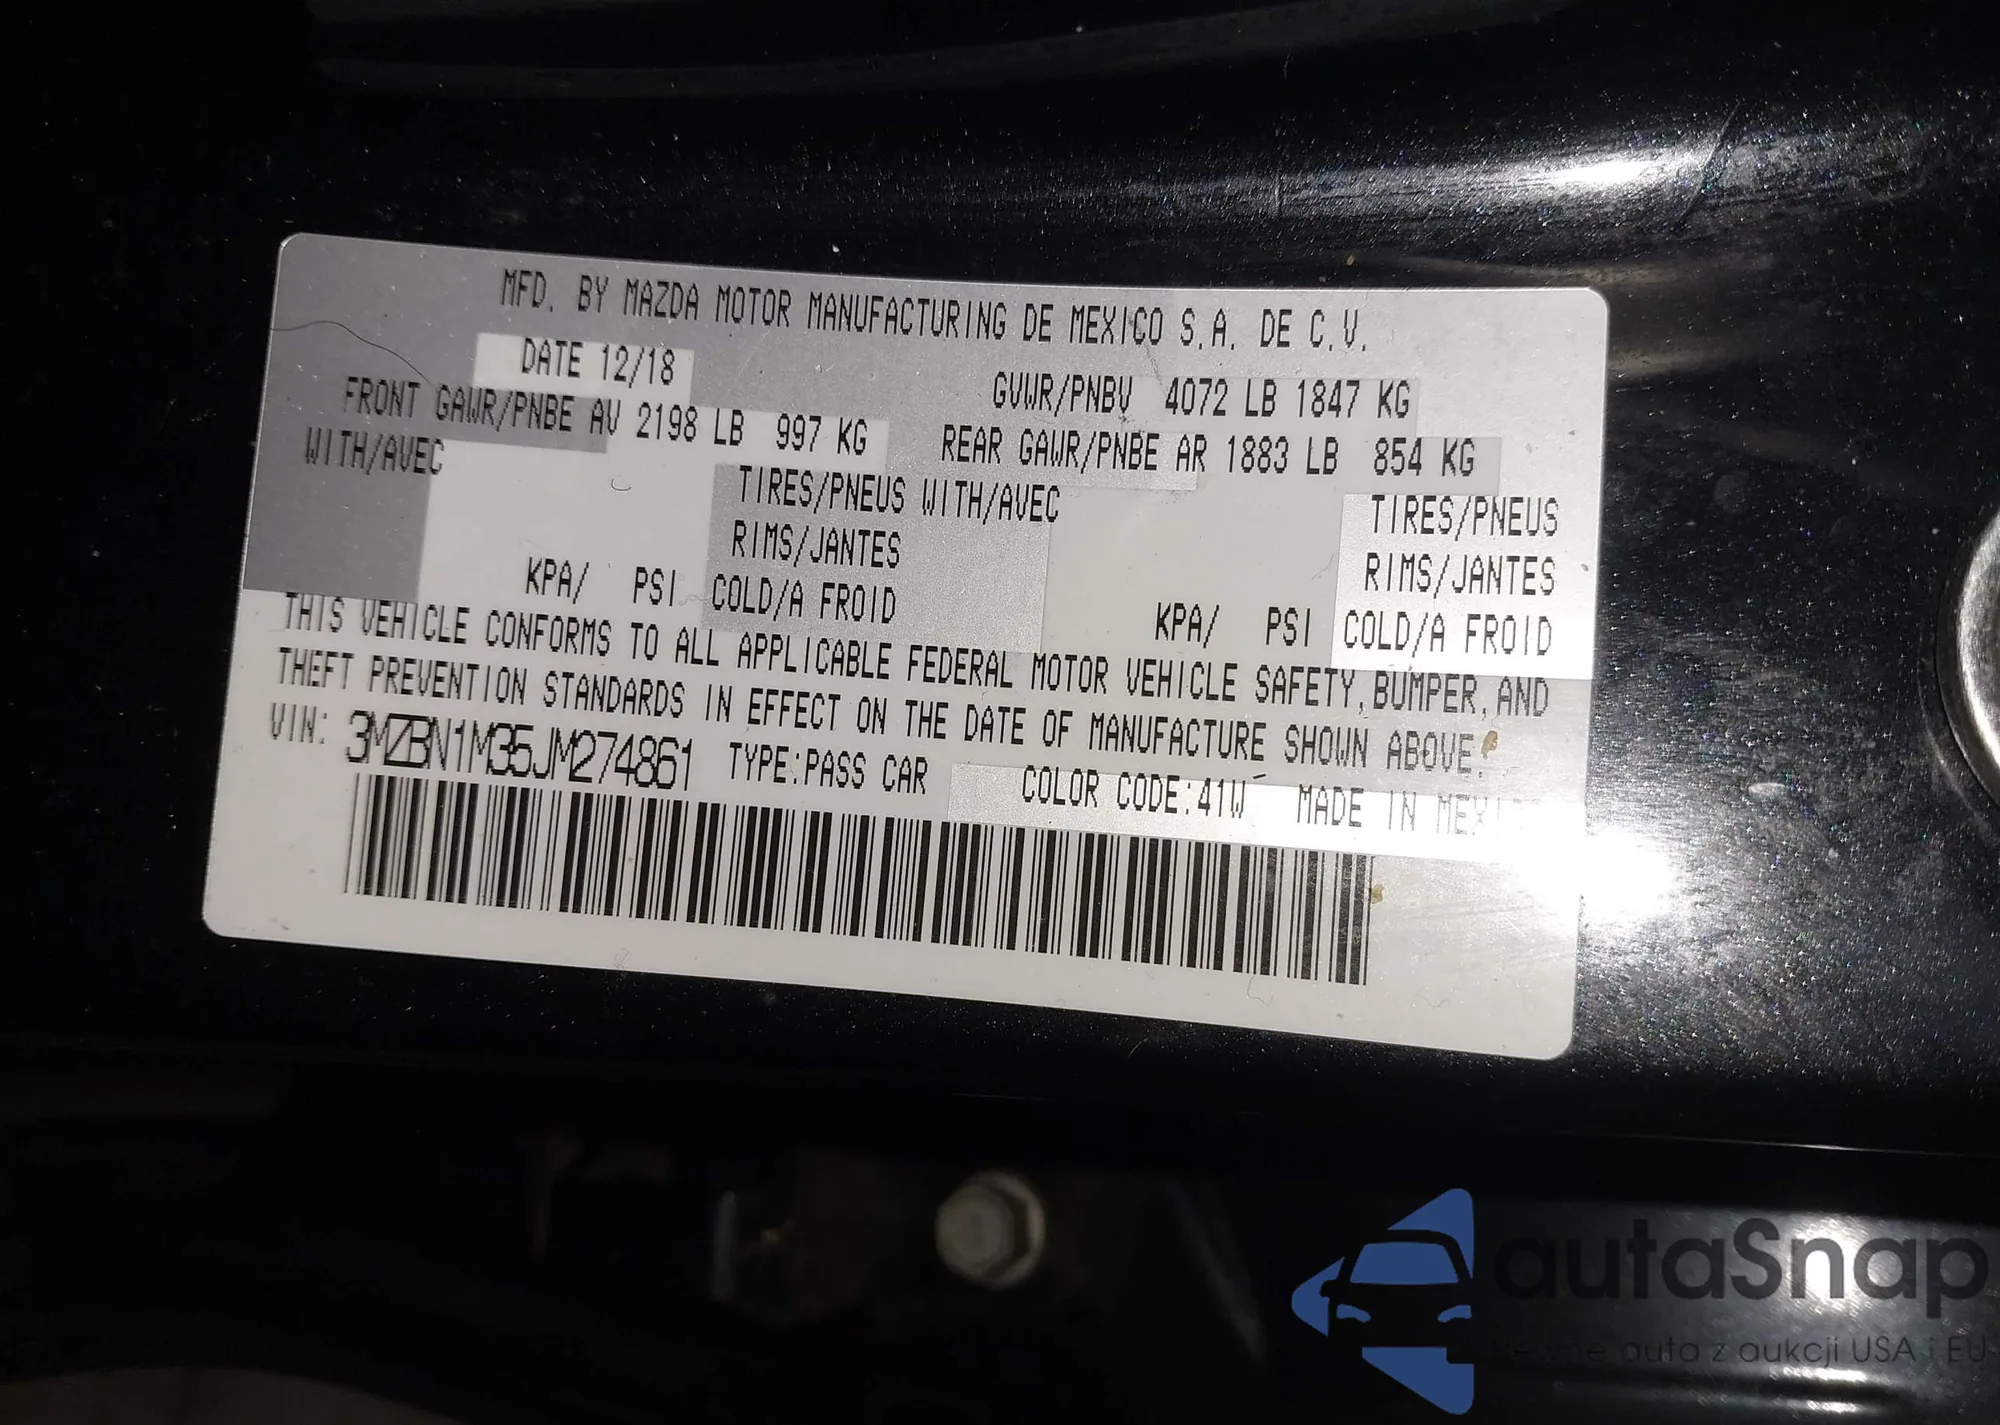 MFD. BY MAZDA MOTOR MANUFACTURING DE MEXICO S.A. DE C.V.
DATE 12/18 GVWR/PNBV 4072 LB 1847 KG
FRONT GAWR/PNBE AV 2198 LB 997 KG REAR GAWR/PNBE AR 1883 LB 854 KG
WITH/AVEC TIRES/PNEUS WITH/AVEC TIRES/PNEUS
RIMS/JANTES RIMS/JANTES
KPA/ PSI COLD/A FROID KPA/ PSI COLD/A FROID
THIS VEHICLE CONFORMS TO ALL APPLICABLE FEDERAL MOTOR VEHICLE SAFETY, BUMPER, AND
THEFT PREVENTION STANDARDS IN EFFECT ON THE DATE OF MANUFACTURE SHOWN ABOVE.
VIN: 3MZBN1M35JM274861 TYPE:PASS CAR COLOR CODE:41W MADE IN
autaSnap
auta z aukcji USA i EU